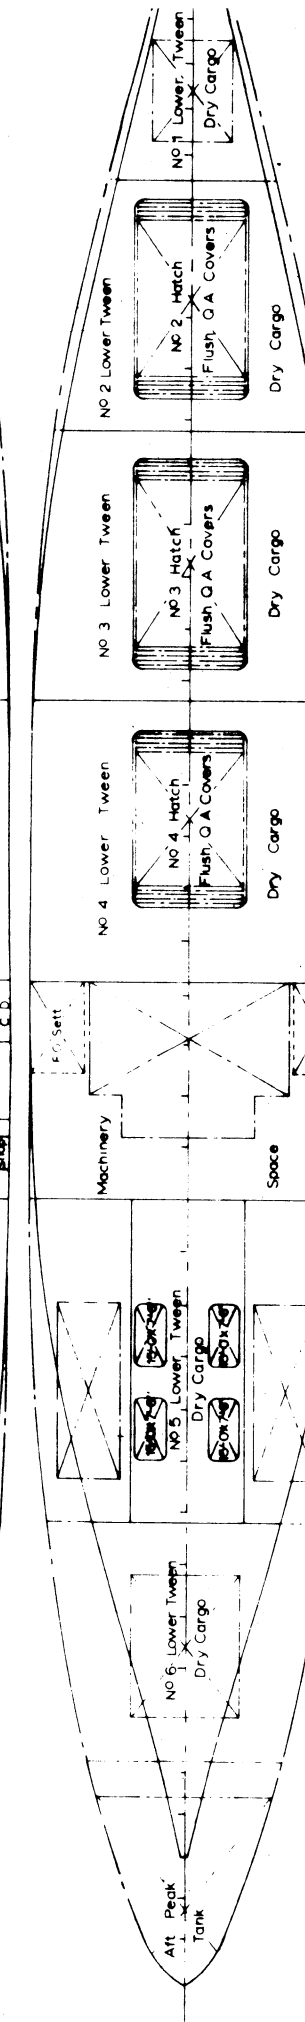 No 1 Lower Tween
Dry Cargo
No 2 Lower Tween
No 2 Hatch
Flush Q A Covers
Dry Cargo
No 3 Lower Tween
No 3 Hatch
Flush Q A Covers
Dry Cargo
No 4 Lower Tween
No 4 Hatch
Flush Q A Covers
Dry Cargo
C D
F.O. Sett
Machinery
Space
No 5 Lower Tween
Dry Cargo
No 6 Lower Tween
Dry Cargo
Aft Peak
Tank